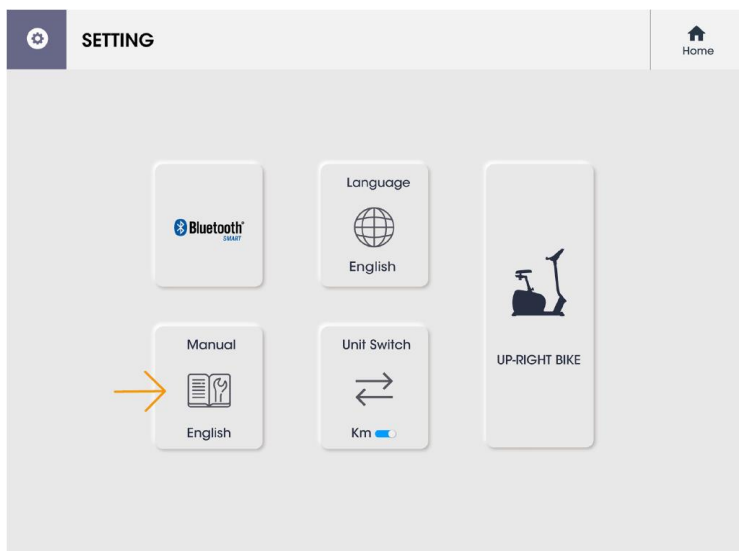 SETTING
Home
Bluetooth®
SMART
Language
English
Manual
English
Unit Switch
Km
UP-RIGHT BIKE